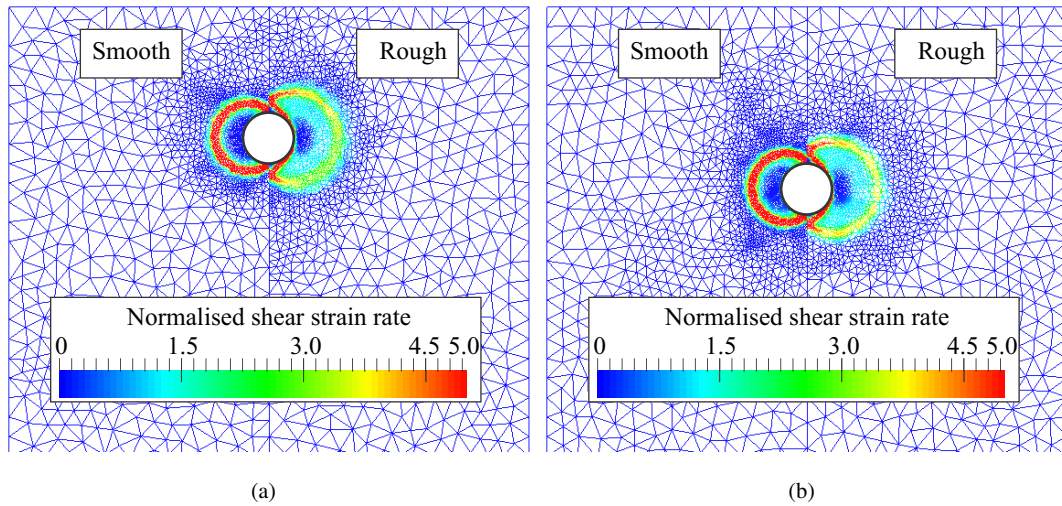 Smooth
Rough
Normalised shear strain rate
0 1.5 3.0 4.5 5.0
(a)
Smooth
Rough
Normalised shear strain rate
0 1.5 3.0 4.5 5.0
(b)